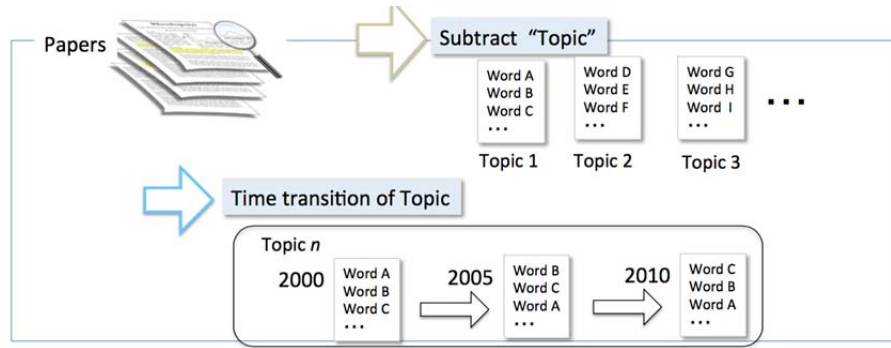 Papers
Subtract “Topic”
Word A
Word B
Word C
...
Topic 1
Word D
Word E
Word F
...
Topic 2
Word G
Word H
Word I
...
Topic 3
...
Time transition of Topic
Topic n
2000
Word A
Word B
Word C
...
2005
Word B
Word C
Word A
...
2010
Word C
Word B
Word A
...